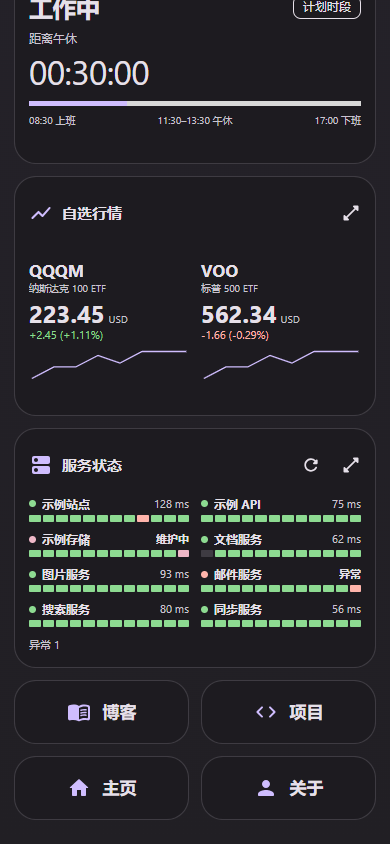 工作中
计划时段
距离午休
00:30:00
08:30 上班 11:30–13:30 午休 17:00 下班
自选行情
QQQM VOO
纳斯达克 100 ETF 标普 500 ETF
223.45 USD 562.34 USD
+2.45 (+1.11%) -1.66 (-0.29%)
服务状态
示例站点 128 ms 示例 API 75 ms
示例存储 维护中 文档服务 62 ms
图片服务 93 ms 邮件服务 异常
搜索服务 80 ms 同步服务 56 ms
异常 1
博客 项目
主页 关于